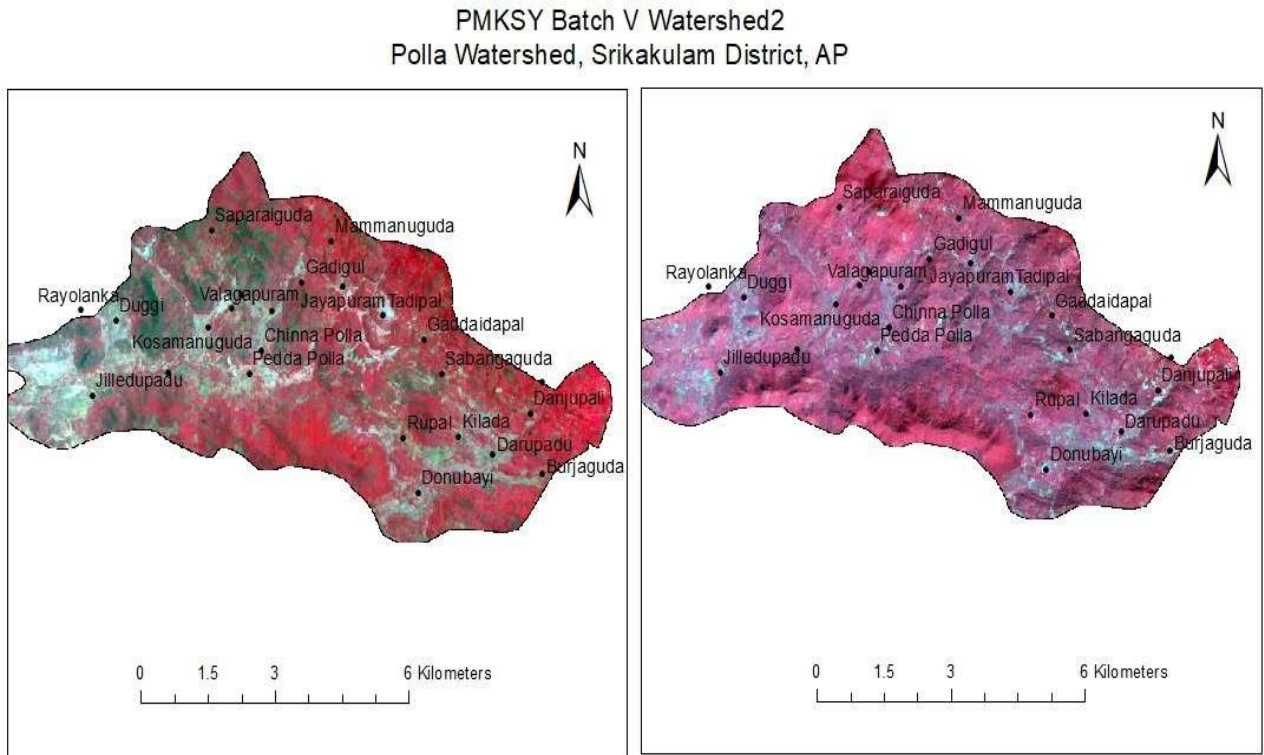 PMKSY Batch V Watershed2
Polla Watershed, Srikakulam District, AP
N
Saparaiguda
Mammanuguda
Gadigul
Rayolanka
Duggi
Valagapuram
Jayapuram
Tadipal
Kosamanuguda
Chinna Polla
Gaddaidapal
Pedda Polla
Sabangaguda
Jilledupadu
Danjupali
Rupal
Kilada
Darupadu
Burjaguda
Donubayi
0 1.5 3 6 Kilometers
N
Saparaiguda
Mammanuguda
Gadigul
Rayolanka
Duggi
Valagapuram
Jayapuram
Tadipal
Kosamanuguda
Chinna Polla
Gaddaidapal
Pedda Polla
Sabangaguda
Jilledupadu
Danjupali
Rupal
Kilada
Darupadu
Burjaguda
Donubayi
0 1.5 3 6 Kilometers